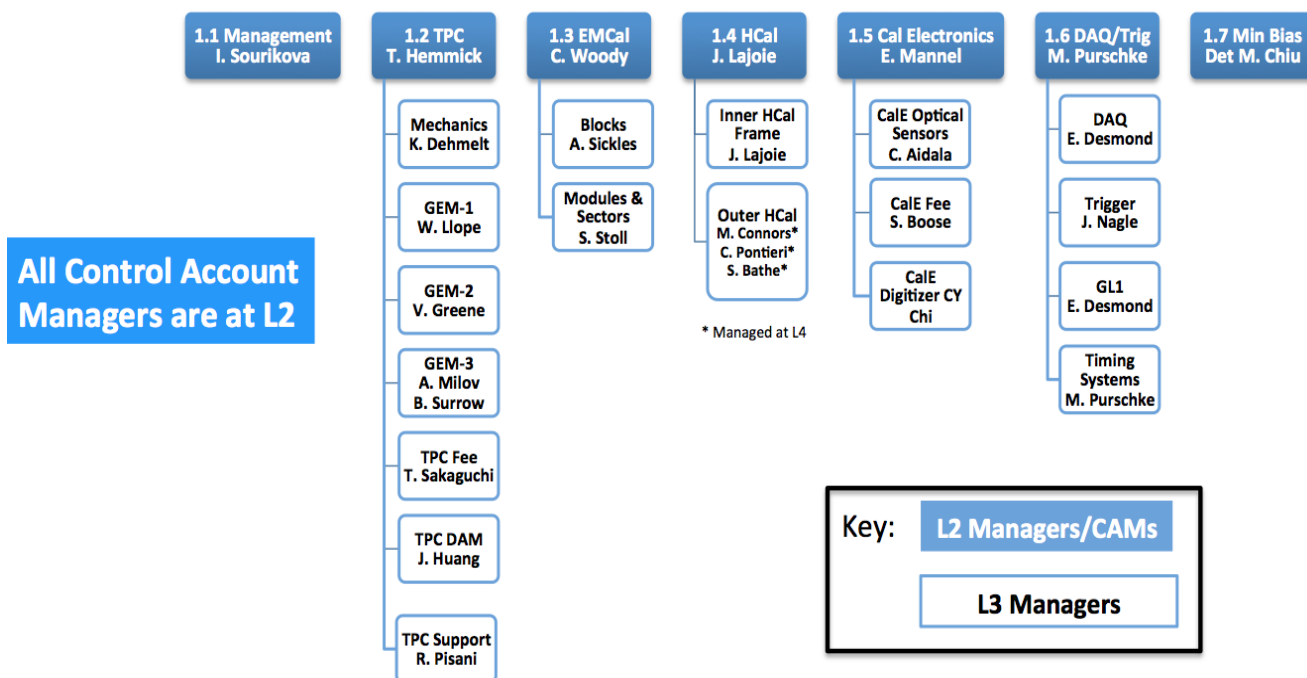 1.1 Management
I. Sourikova
1.2 TPC
T. Hemmick
1.3 EMCal
C. Woody
1.4 HCal
J. Lajoie
1.5 Cal Electronics
E. Mannel
1.6 DAQ/Trig
M. Purschke
1.7 Min Bias
Det M. Chiu
Mechanics
K. Dehmelt
GEM-1
W. Llope
GEM-2
V. Greene
GEM-3
A. Milov
B. Surrow
TPC Fee
T. Sakaguchi
TPC DAM
J. Huang
TPC Support
R. Pisani
Blocks
A. Sickles
Modules &
Sectors
S. Stoll
Inner HCal
Frame
J. Lajoie
Outer HCal
M. Connors*
C. Pontieri*
S. Bathe*
* Managed at L4
CalE Optical
Sensors
C. Aidala
CalE Fee
S. Boose
CalE
Digitizer CY
Chi
DAQ
E. Desmond
Trigger
J. Nagle
GL1
E. Desmond
Timing
Systems
M. Purschke
All Control Account
Managers are at L2
Key:
L2 Managers/CAMs
L3 Managers